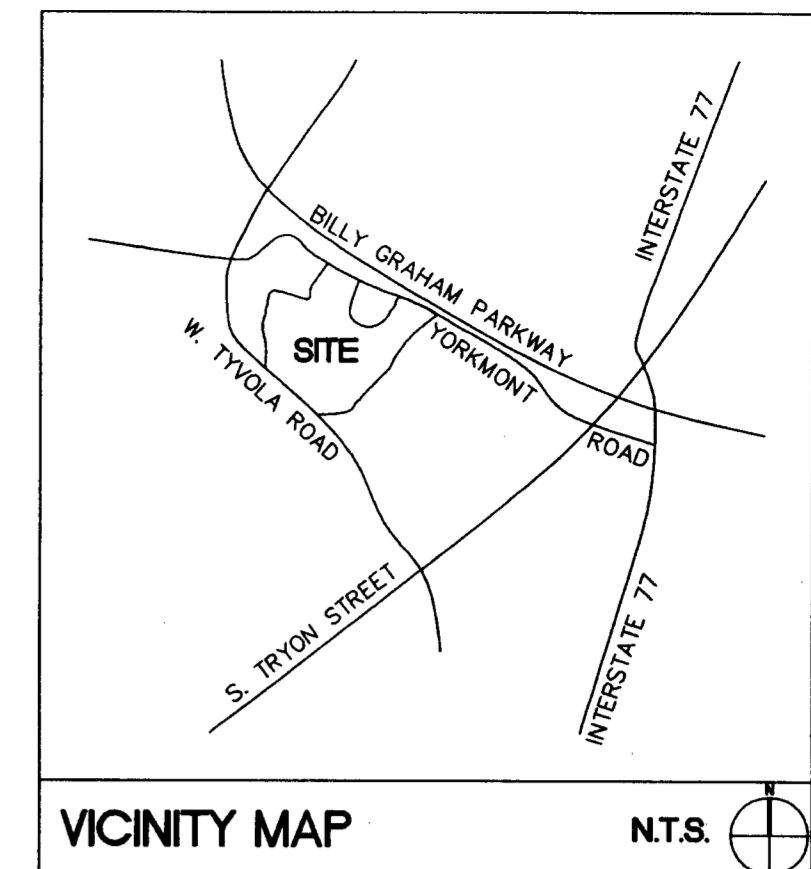 INTERSTATE 77
BILLY GRAHAM PARKWAY
YORKMONT
ROAD
SITE
W. TYVOLA ROAD
S. TRYON STREET
INTERSTATE 77
VICINITY MAP
N.T.S.
N